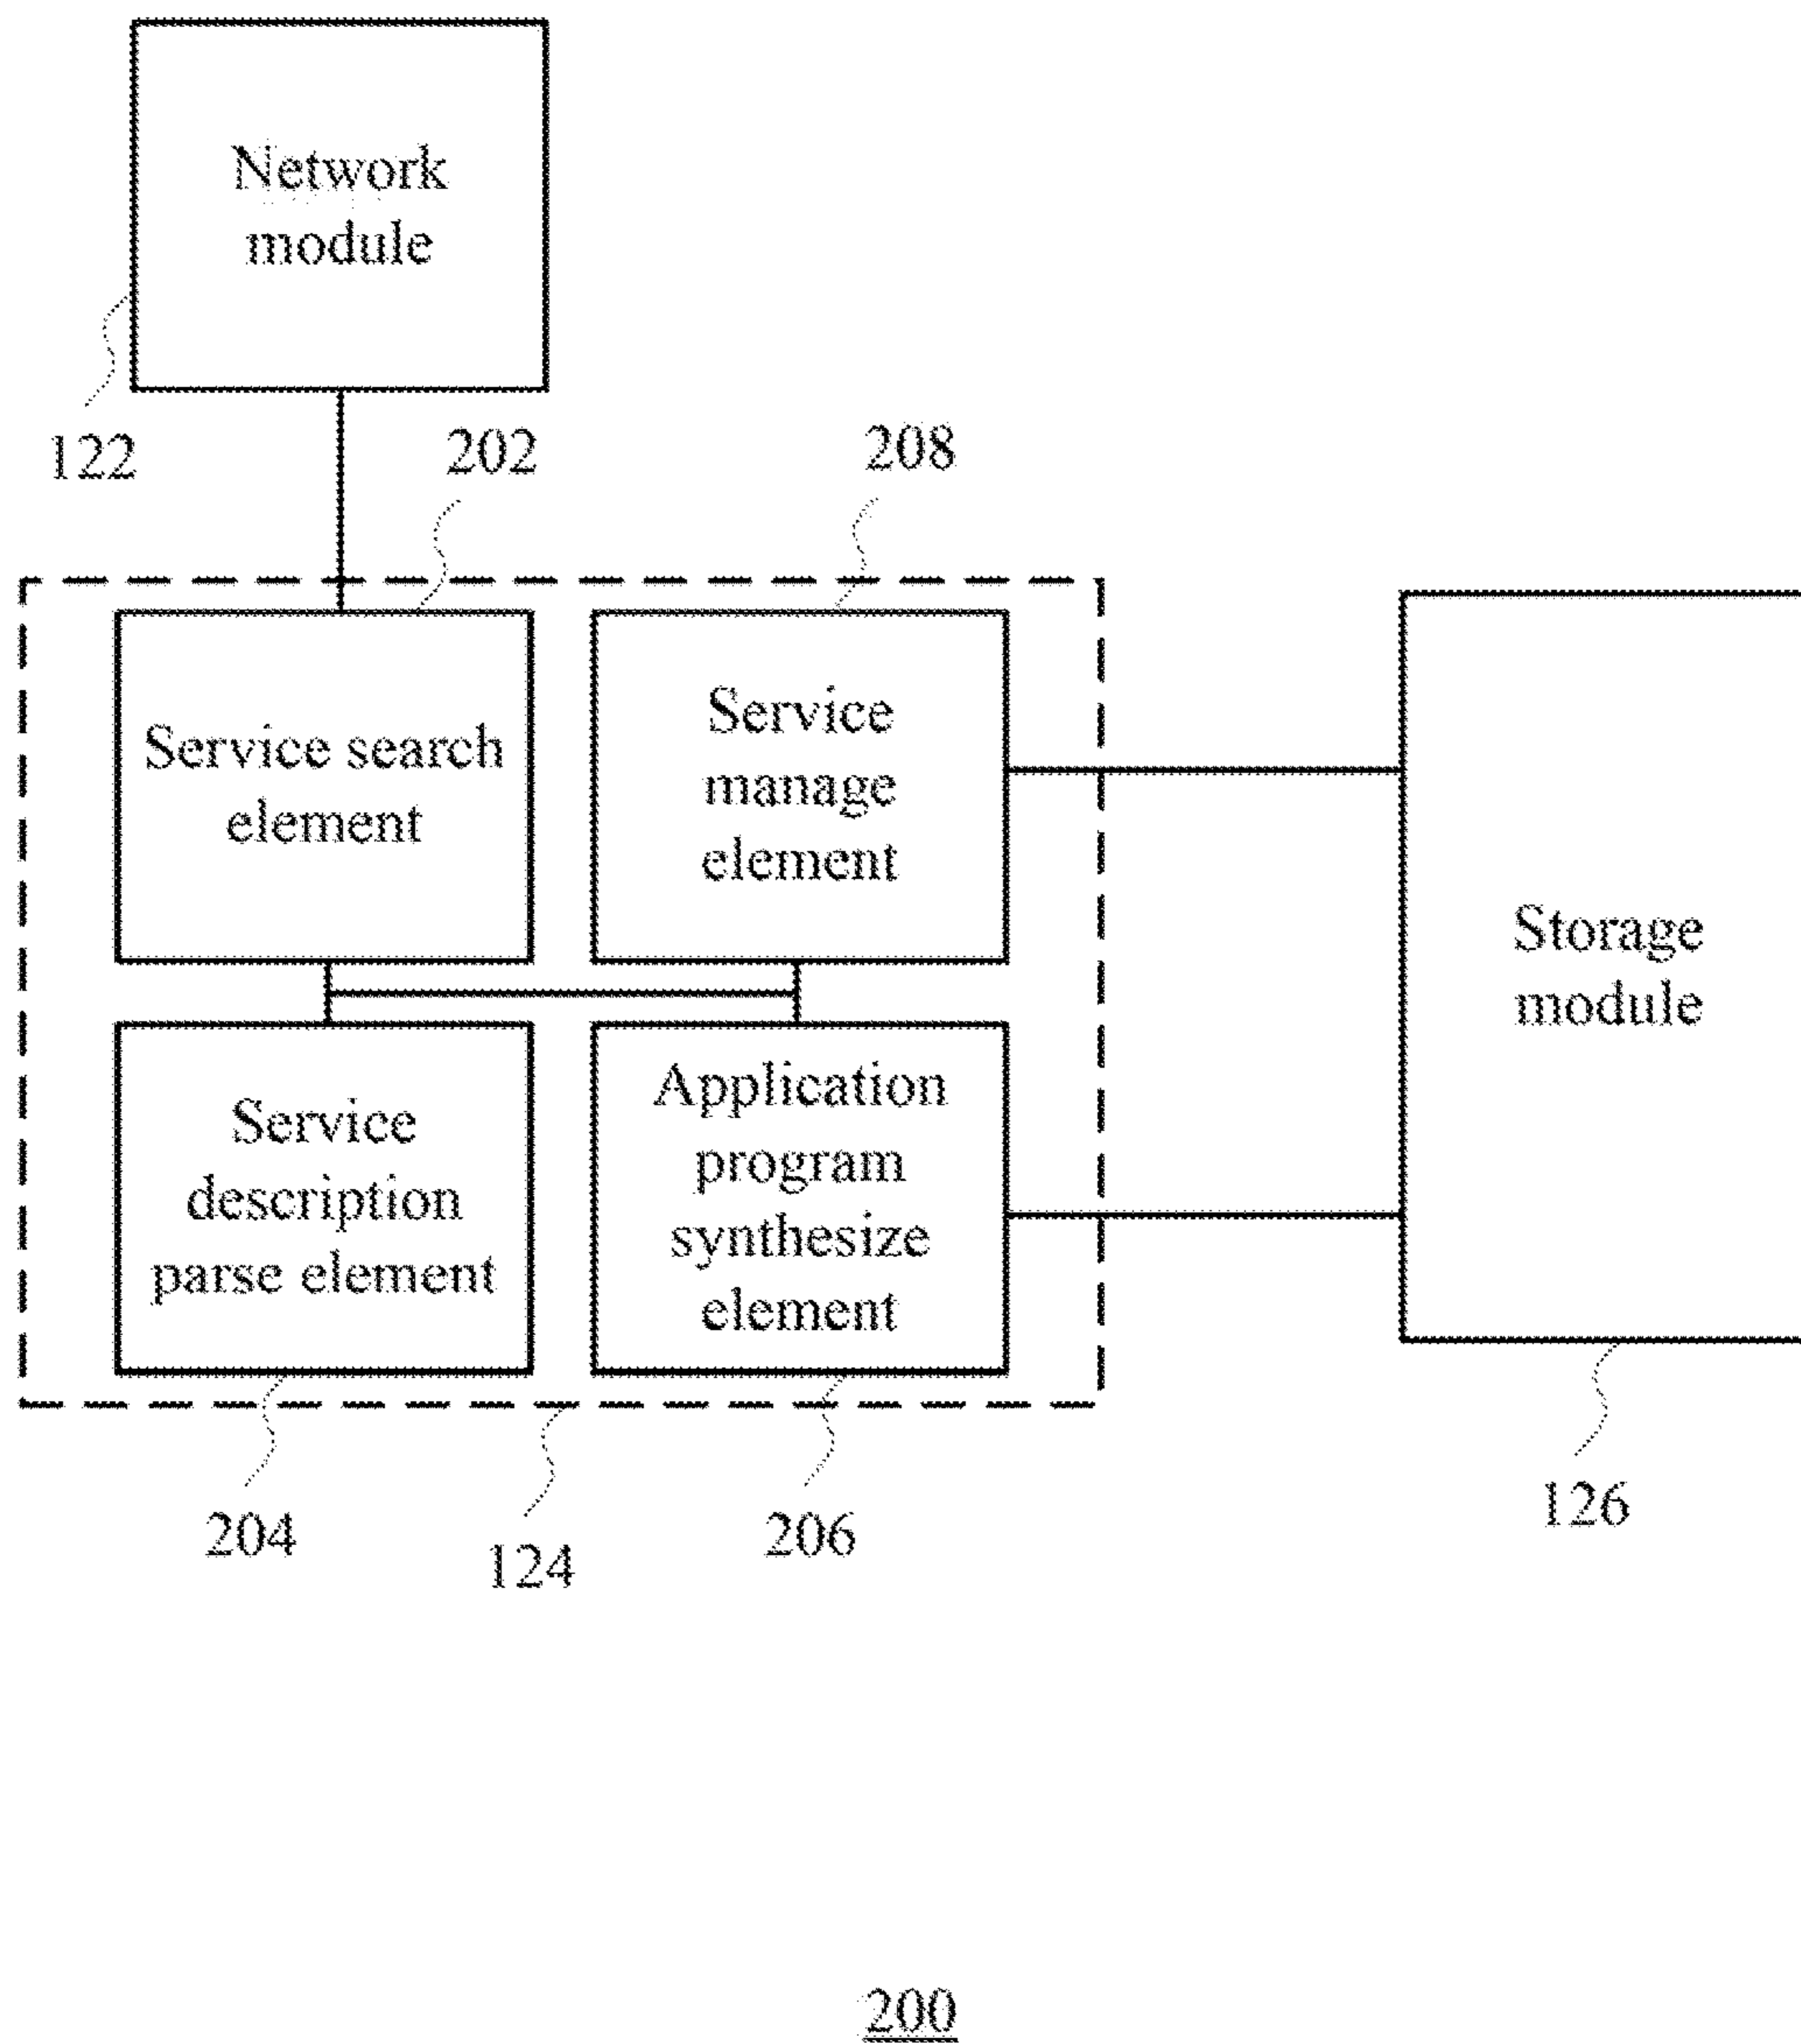 Network
module
122
202
208
Service search
element
Service
manage
element
Storage
module
Service
description
parse element
Application
program
synthesize
element
204
124
206
126
200